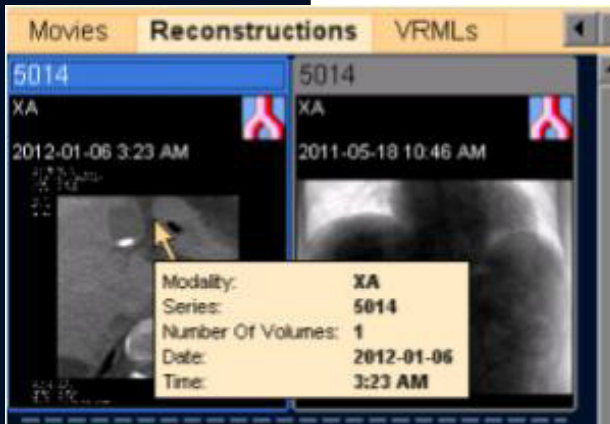 Movies Reconstructions VRMLs
5014 5014
XA XA
2012-01-06 3:23 AM 2011-05-18 10:46 AM
Modality: XA
Series: 5014
Number Of Volumes: 1
Date: 2012-01-06
Time: 3:23 AM